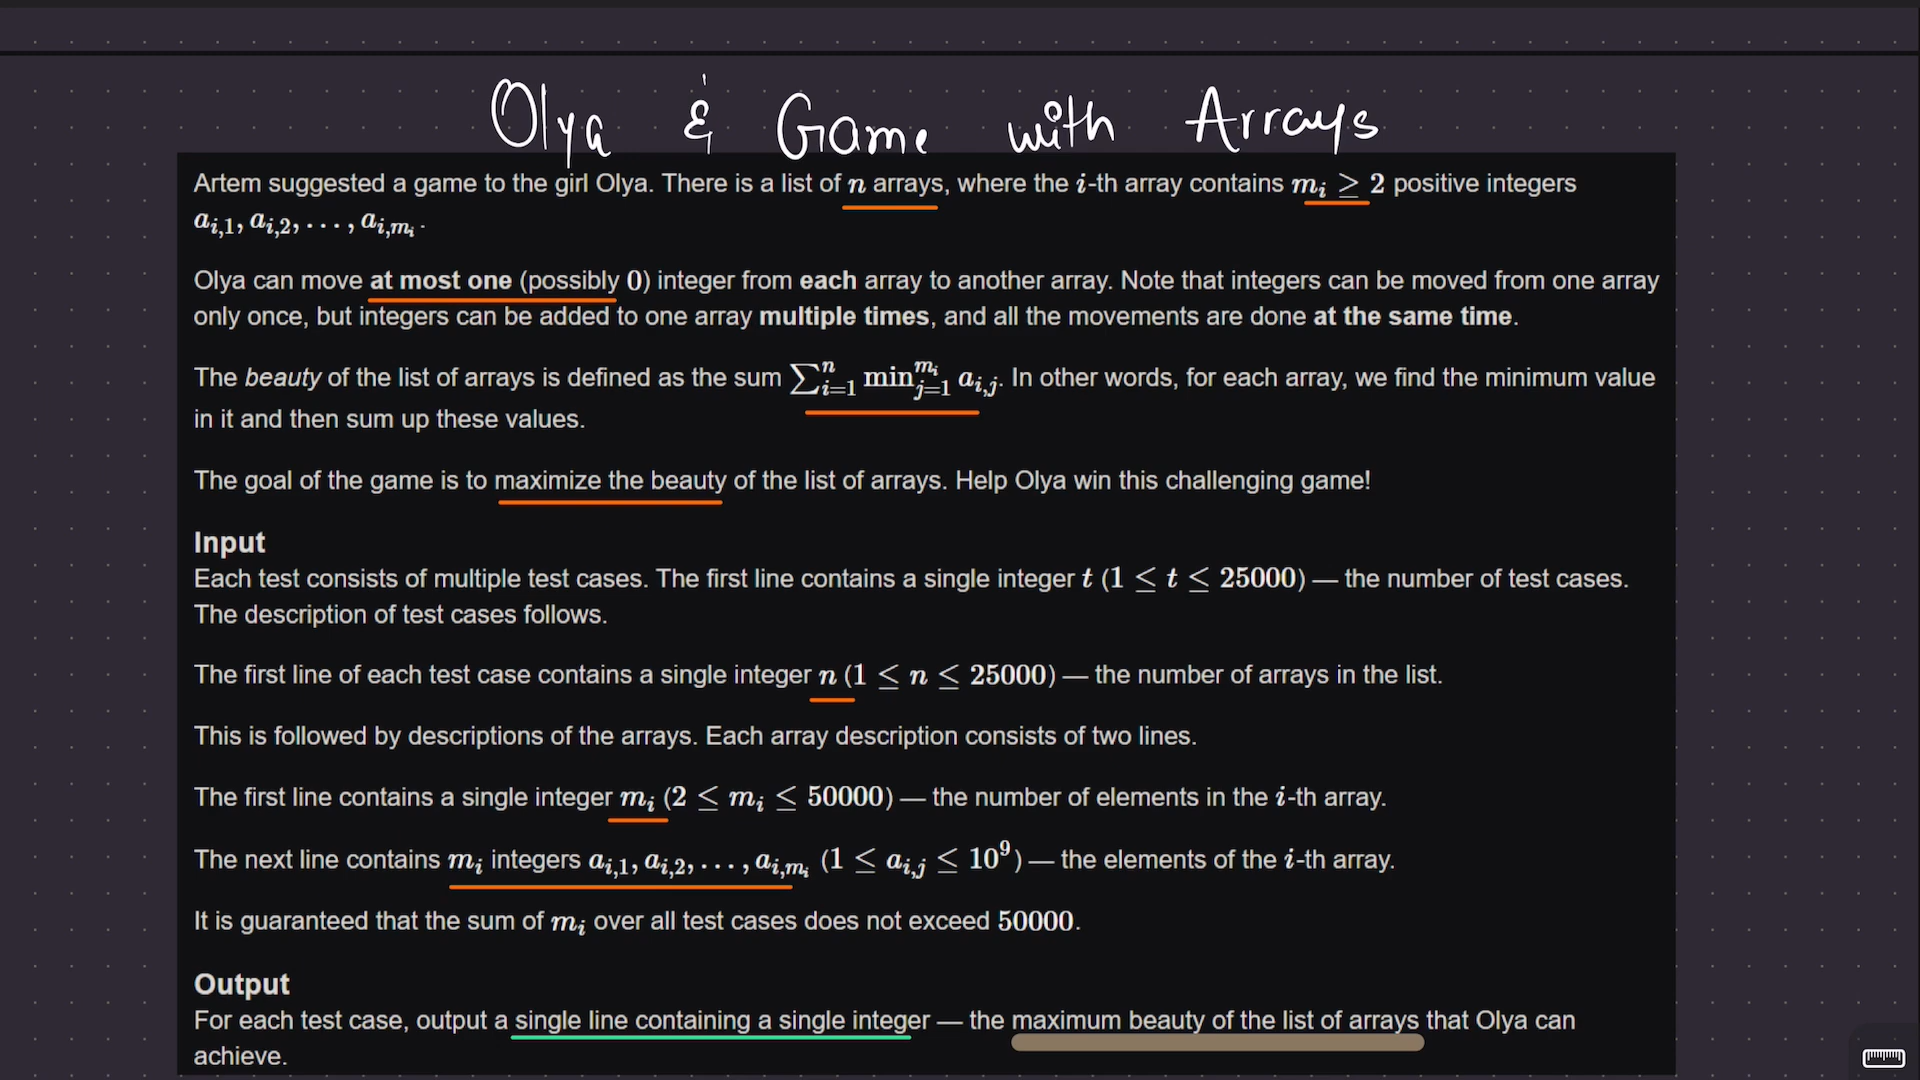 Olya & Game with Arrays
Artem suggested a game to the girl Olya. There is a list of n arrays, where the i-th array contains m_i ≥ 2 positive integers
a_{i,1}, a_{i,2}, ..., a_{i,m_i}.
Olya can move at most one (possibly 0) integer from each array to another array. Note that integers can be moved from one array
only once, but integers can be added to one array multiple times, and all the movements are done at the same time.
The beauty of the list of arrays is defined as the sum ∑_{i=1}^{n} min_{j=1}^{m_i} a_{i,j}. In other words, for each array, we find the minimum value
in it and then sum up these values.
The goal of the game is to maximize the beauty of the list of arrays. Help Olya win this challenging game!
Input
Each test consists of multiple test cases. The first line contains a single integer t (1 ≤ t ≤ 25000) — the number of test cases.
The description of test cases follows.
The first line of each test case contains a single integer n (1 ≤ n ≤ 25000) — the number of arrays in the list.
This is followed by descriptions of the arrays. Each array description consists of two lines.
The first line contains a single integer m_i (2 ≤ m_i ≤ 50000) — the number of elements in the i-th array.
The next line contains m_i integers a_{i,1}, a_{i,2}, ..., a_{i,m_i} (1 ≤ a_{i,j} ≤ 10^9) — the elements of the i-th array.
It is guaranteed that the sum of m_i over all test cases does not exceed 50000.
Output
For each test case, output a single line containing a single integer — the maximum beauty of the list of arrays that Olya can
achieve.